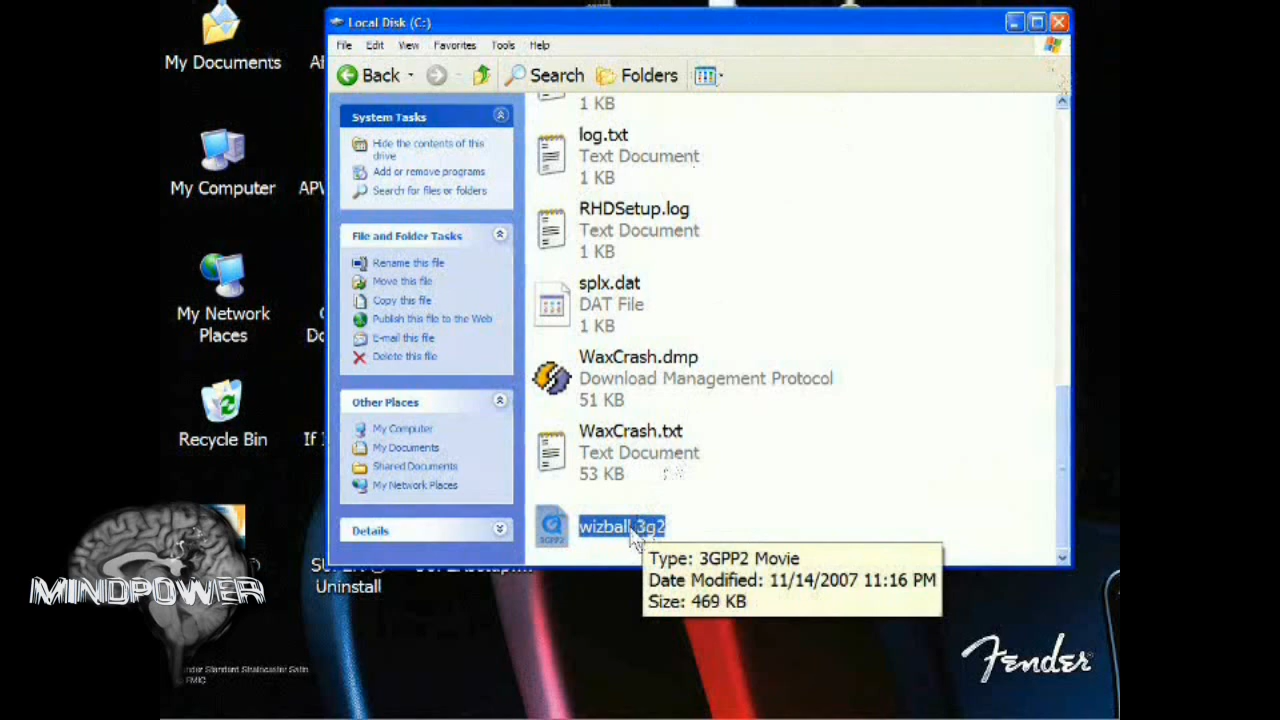 Local Disk (C:)
File Edit View Favorites Tools Help
Back Search Folders
My Documents
My Computer
My Network
Places
Recycle Bin
If
Uninstall
System Tasks
Hide the contents of this
drive
Add or remove programs
Search for files or folders
File and Folder Tasks
Rename this file
Move this file
Copy this file
Publish this file to the Web
E-mail this file
Delete this file
Other Places
My Computer
My Documents
Shared Documents
My Network Places
Details
1 KB
log.txt
Text Document
1 KB
RHDSetup.log
Text Document
1 KB
splx.dat
DAT File
1 KB
WaxCrash.dmp
Download Management Protocol
51 KB
WaxCrash.txt
Text Document
53 KB
wizball.3g2
Type: 3GPP2 Movie
Date Modified: 11/14/2007 11:16 PM
Size: 469 KB
MINDPOWER
Standard Stratocaster Satin
FMIC
Fender